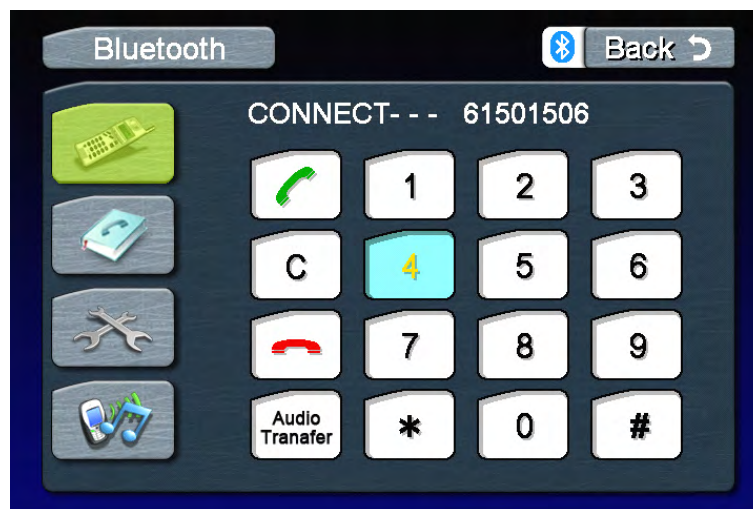 Bluetooth Back
CONNECT--- 61501506
1 2 3
C 4 5 6
7 8 9
Audio
Tranafer * 0 #